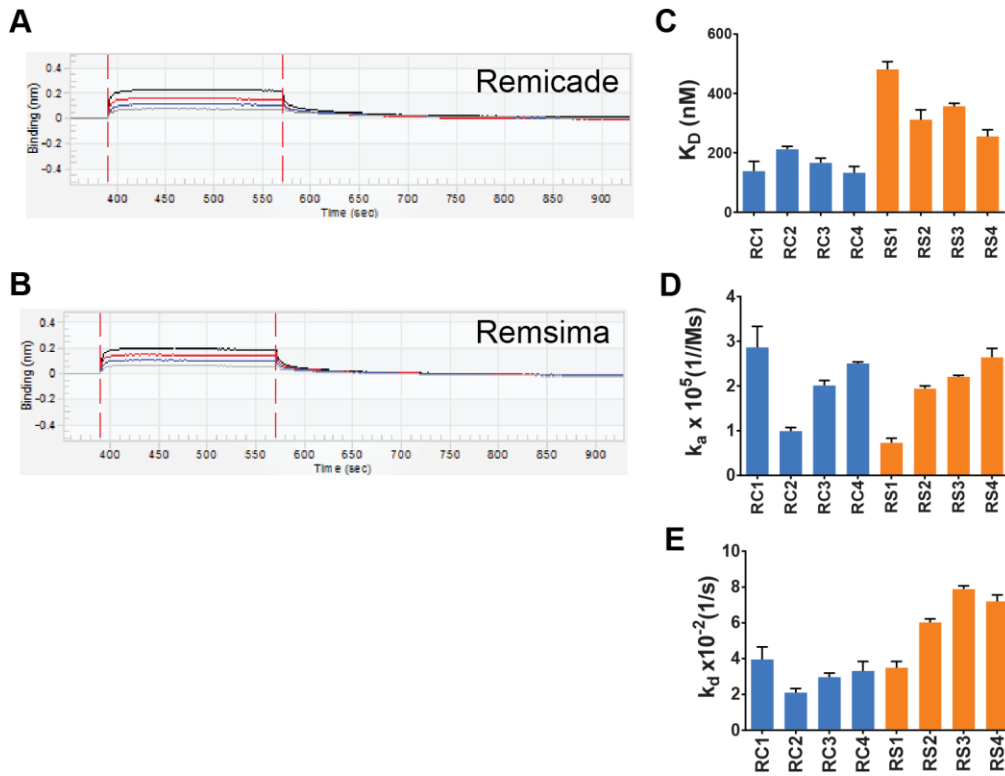 A
Remicade
Binding (nm)
0.4
0.2
0
-0.2
-0.4
400 450 500 550 600 650 700 750 800 850 900
Time (sec)
B
Remsima
Binding (nm)
0.4
0.2
0
-0.2
-0.4
400 450 500 550 600 650 700 750 800 850 900
Time (sec)
C
K_D (nM)
600
400
200
0
RC1 RC2 RC3 RC4 RS1 RS2 RS3 RS4
D
k_a x 10^5(1//Ms)
4
3
2
1
0
RC1 RC2 RC3 RC4 RS1 RS2 RS3 RS4
E
k_d x10^-2(1/s)
10
8
6
4
2
0
RC1 RC2 RC3 RC4 RS1 RS2 RS3 RS4